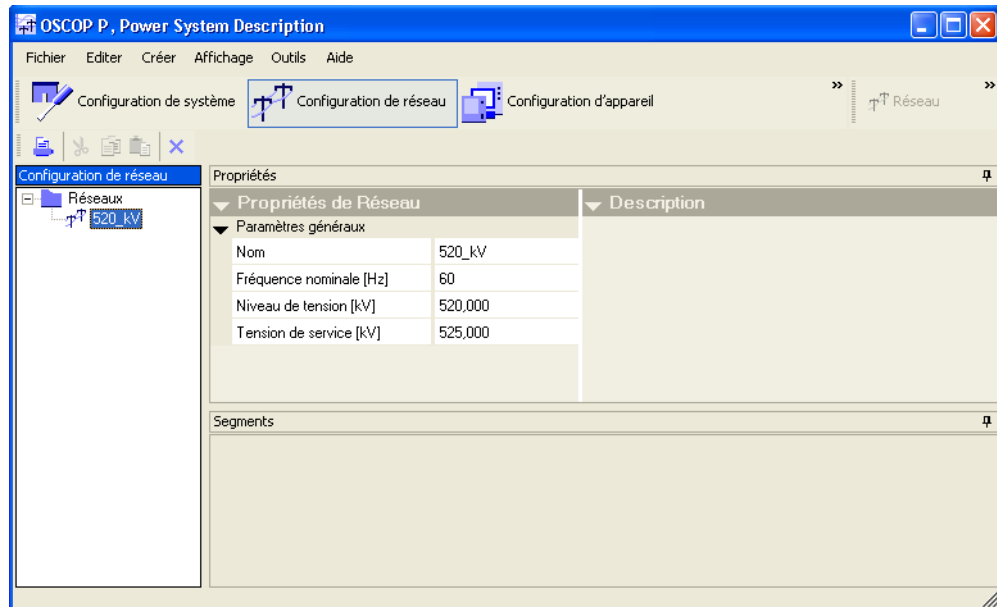 OSCOP P, Power System Description
Fichier Editer Créer Affichage Outils Aide
Configuration de système Configuration de réseau Configuration d'appareil » Réseau »
Configuration de réseau
Réseaux
520_kV
Propriétés
Propriétés de Réseau
Description
Paramètres généraux
Nom 520_kV
Fréquence nominale [Hz] 60
Niveau de tension [kV] 520,000
Tension de service [kV] 525,000
Segments